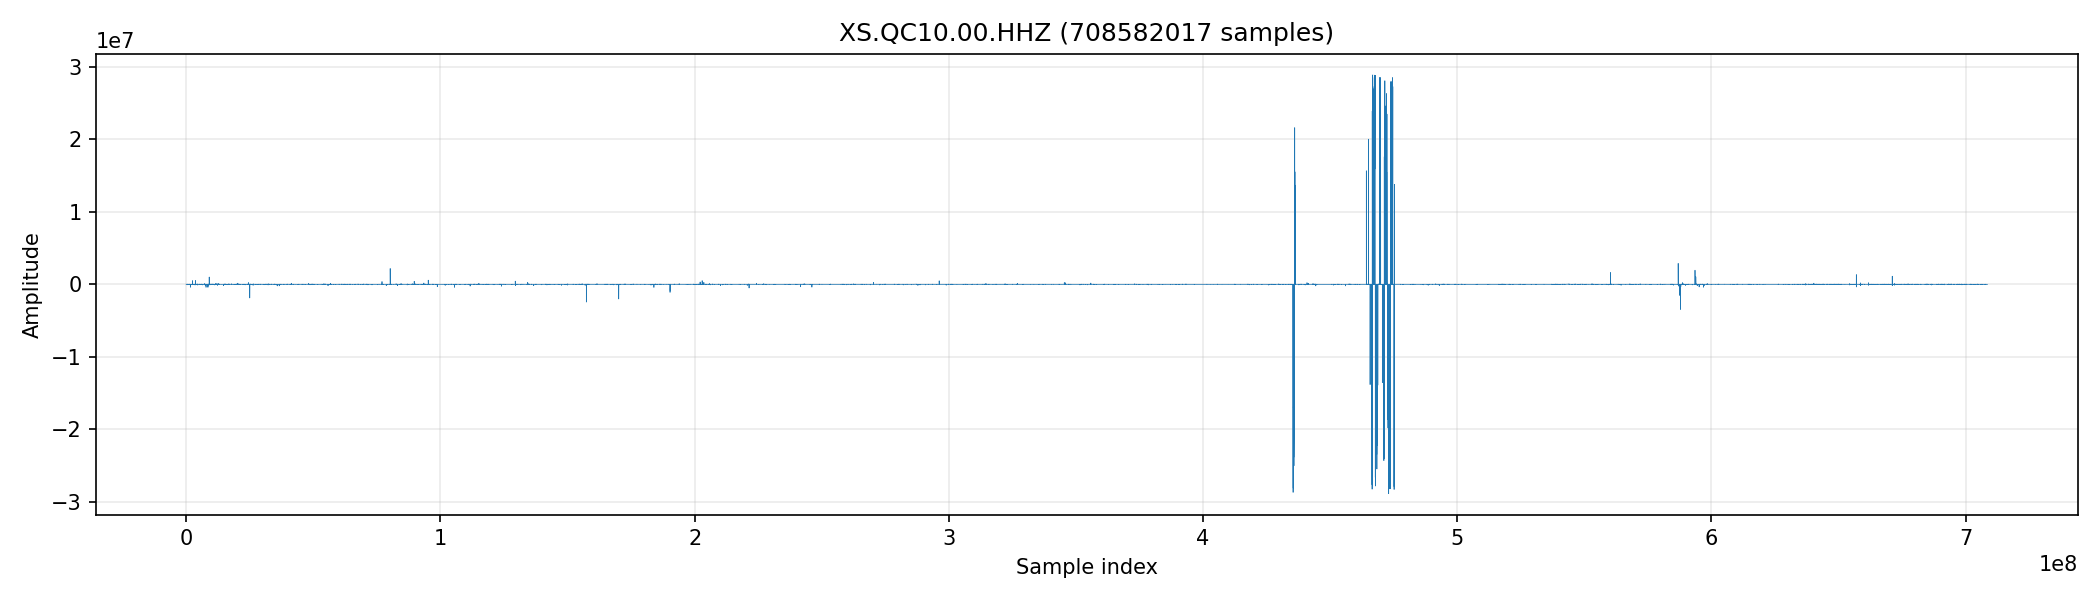 XS.QC10.00.HHZ (708582017 samples)
1e7
3
2
1
0
−1
−2
−3
Amplitude
0 1 2 3 4 5 6 7
1e8
Sample index